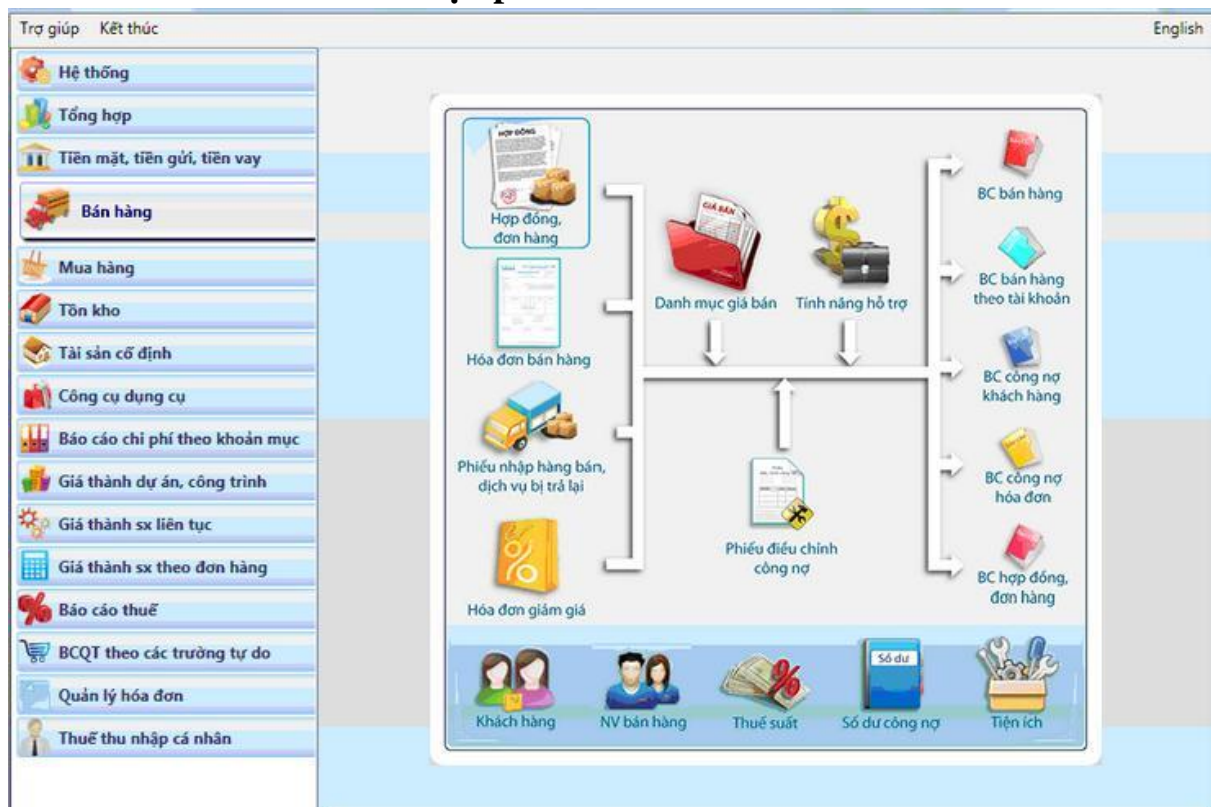 Trợ giúp Kết thúc English
Hệ thống
Tổng hợp
Tiền mặt, tiền gửi, tiền vay
Bán hàng
Mua hàng
Tồn kho
Tài sản cố định
Công cụ dụng cụ
Báo cáo chi phí theo khoản mục
Giá thành dự án, công trình
Giá thành sx liên tục
Giá thành sx theo đơn hàng
Báo cáo thuế
BCQT theo các trường tự do
Quản lý hóa đơn
Thuế thu nhập cá nhân
HỢP ĐỒNG
Hợp đồng,
đơn hàng
Hóa đơn bán hàng
Phiếu nhập hàng bán,
dịch vụ bị trả lại
Hóa đơn giảm giá
GIÁ BÁN
Danh mục giá bán
Tính năng hỗ trợ
Phiếu điều chỉnh
công nợ
BC bán hàng
BC bán hàng
theo tài khoản
BC công nợ
khách hàng
BC công nợ
hóa đơn
BC hợp đồng,
đơn hàng
Khách hàng
NV bán hàng
Thuế suất
Số dư
Số dư công nợ
Tiện ích